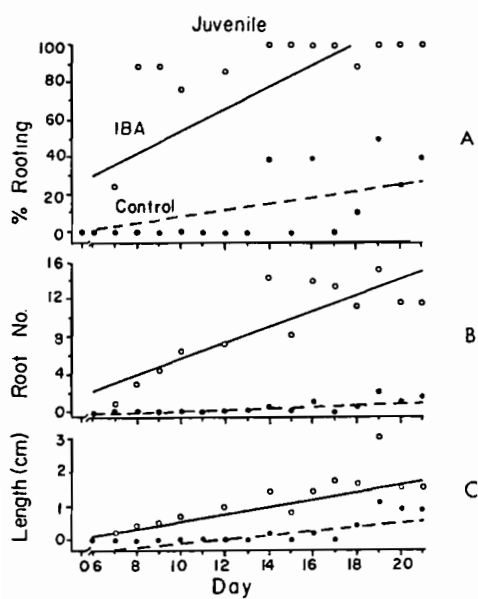 Juvenile
100
80
60
40
20
0
% Rooting
IBA
Control
A
16
12
8
4
0
Root No.
B
3
2
1
0
Length (cm)
C
0 6 8 10 12 14 16 18 20
Day